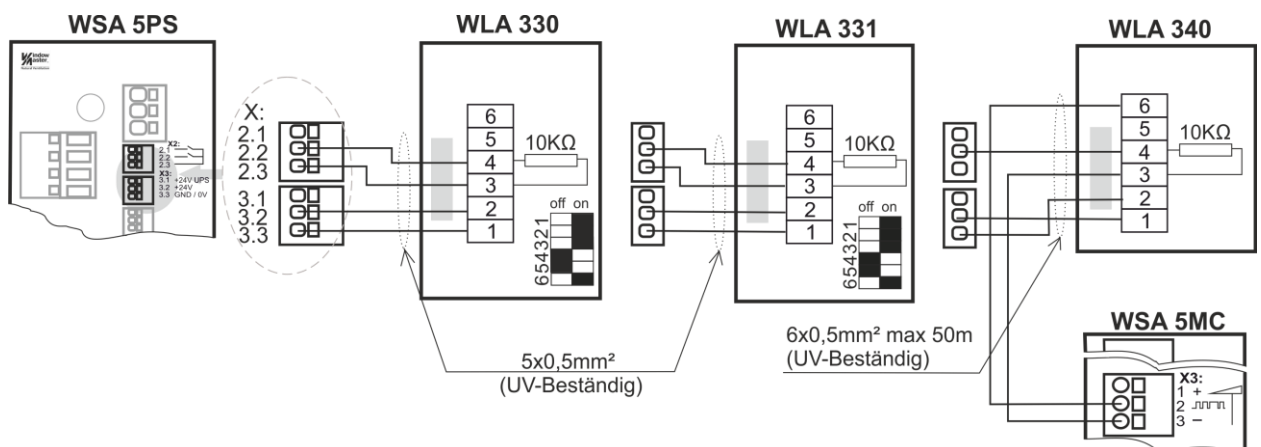 WSA 5PS
WLA 330
WLA 331
WLA 340
Window
Master.
X2:
2.1
2.2
2.3
X3:
3.1 +24V UPS
3.2 +24V
3.3 GND / 0V
X:
2.1
2.2
2.3
3.1
3.2
3.3
6
5
4
3
2
1
10KΩ
off on
654321
6
5
4
3
2
1
10KΩ
off on
654321
6
5
4
3
2
1
10KΩ
5x0,5mm²
(UV-Beständig)
6x0,5mm² max 50m
(UV-Beständig)
WSA 5MC
X3:
1 +
2
3 –